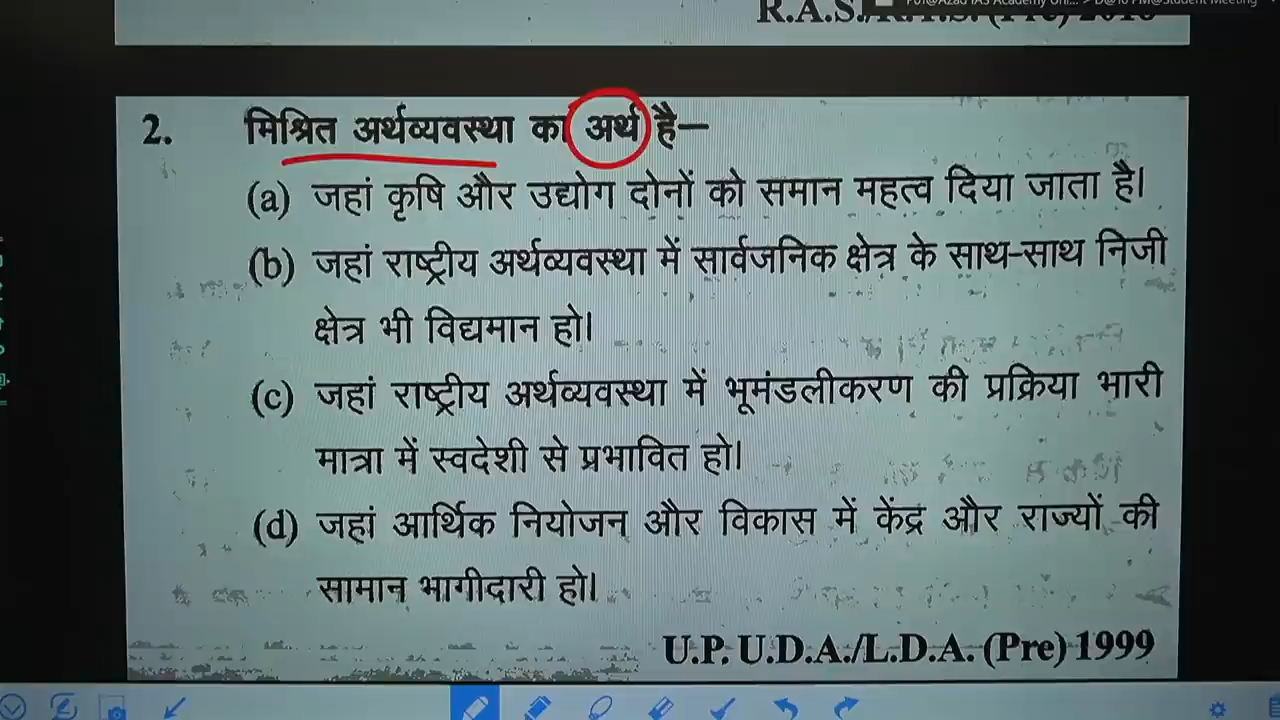 2. मिश्रित अर्थव्यवस्था का अर्थ है–
(a) जहां कृषि और उद्योग दोनों को समान महत्व दिया जाता है।
(b) जहां राष्ट्रीय अर्थव्यवस्था में सार्वजनिक क्षेत्र के साथ-साथ निजी
क्षेत्र भी विद्यमान हो।
(c) जहां राष्ट्रीय अर्थव्यवस्था में भूमंडलीकरण की प्रक्रिया भारी
मात्रा में स्वदेशी से प्रभावित हो।
(d) जहां आर्थिक नियोजन और विकास में केंद्र और राज्यों की
सामान भागीदारी हो।
U.P. U.D.A./L.D.A. (Pre) 1999